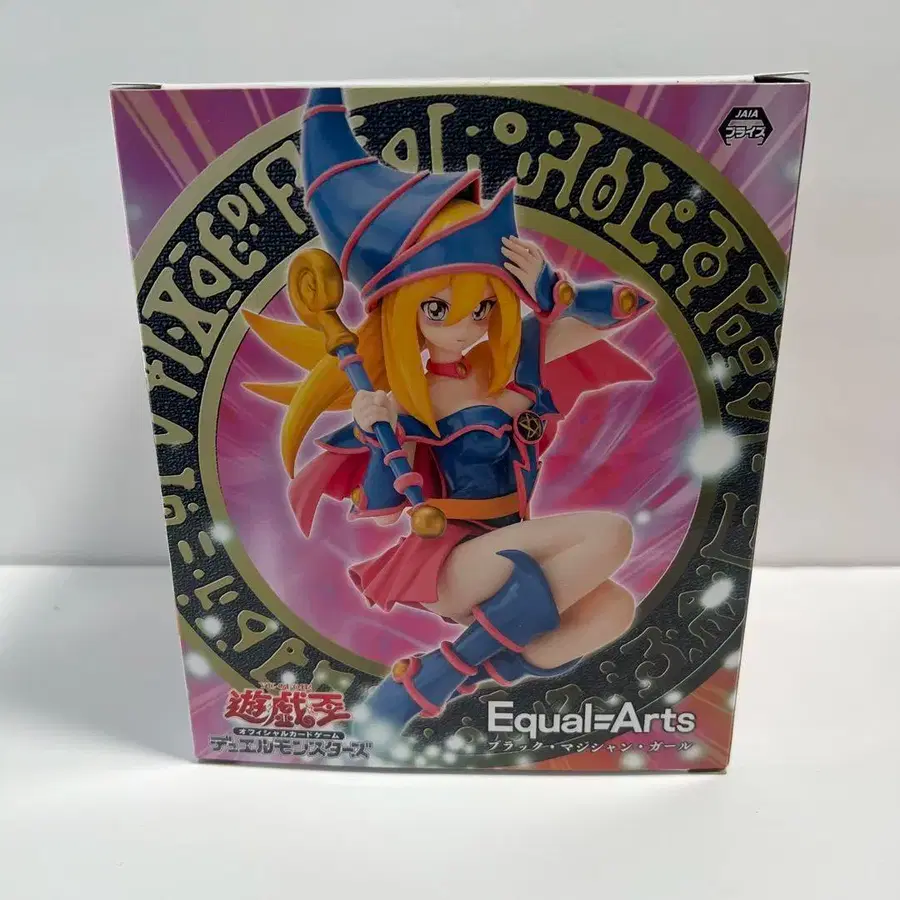 JAIA
プライズ
遊戯王
オフィシャルカードゲーム
デュエルモンスターズ
Equal=Arts
ブラック・マジシャン・ガール